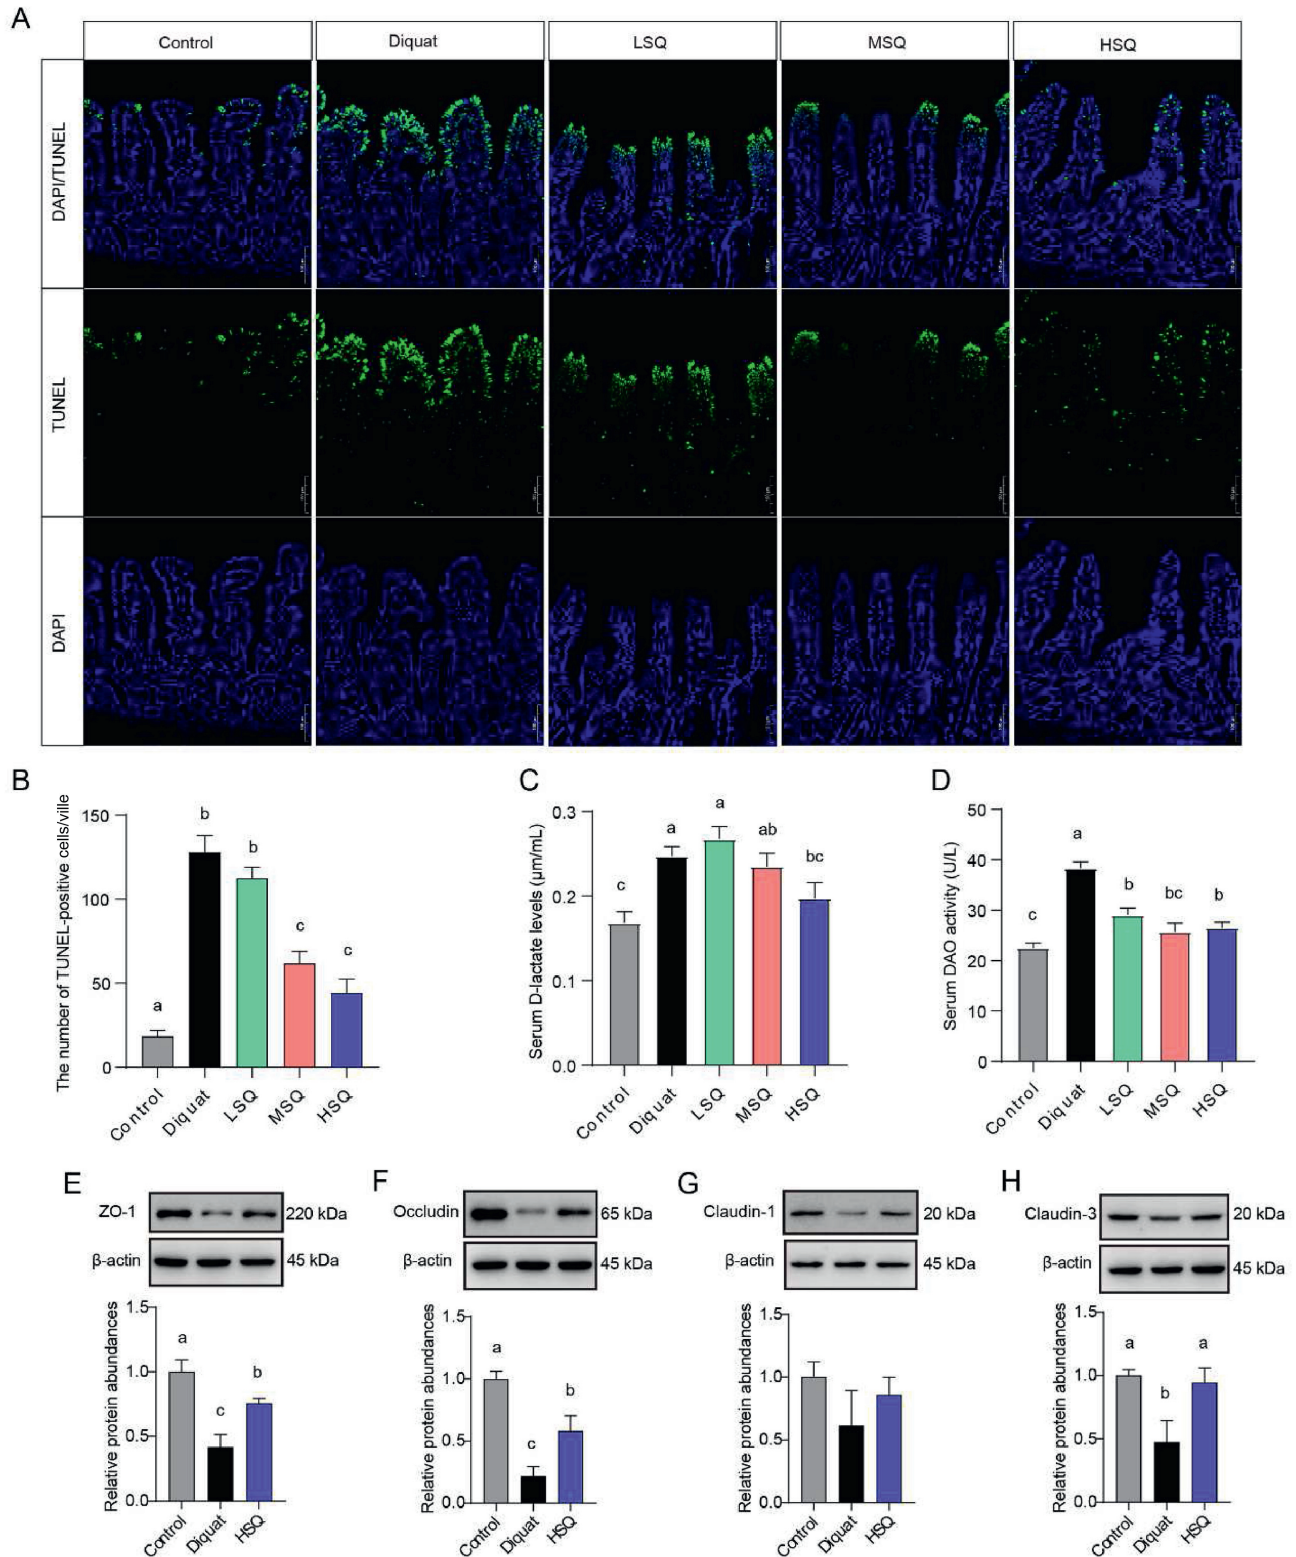 A
Control Diquat LSQ MSQ HSQ
DAPI/TUNEL
TUNEL
DAPI
B
The number of TUNEL-positive cells/ville
150
100
50
0
b
b
c
c
a
Control Diquat LSQ MSQ HSQ
C
Serum D-lactate levels (μm/mL)
0.3
0.2
0.1
0.0
c
a
a
ab
bc
Control Diquat LSQ MSQ HSQ
D
Serum DAO activity (U/L)
50
40
30
20
10
0
c
a
b
bc
b
Control Diquat LSQ MSQ HSQ
E
ZO-1 220 kDa
β-actin 45 kDa
Relative protein abundances
1.5
1.0
0.5
0.0
a
c
b
Control Diquat HSQ
F
Occludin 65 kDa
β-actin 45 kDa
Relative protein abundances
1.5
1.0
0.5
0.0
a
c
b
Control Diquat HSQ
G
Claudin-1 20 kDa
β-actin 45 kDa
Relative protein abundances
1.5
1.0
0.5
0.0
Control Diquat HSQ
H
Claudin-3 20 kDa
β-actin 45 kDa
Relative protein abundances
1.5
1.0
0.5
0.0
a
b
a
Control Diquat HSQ